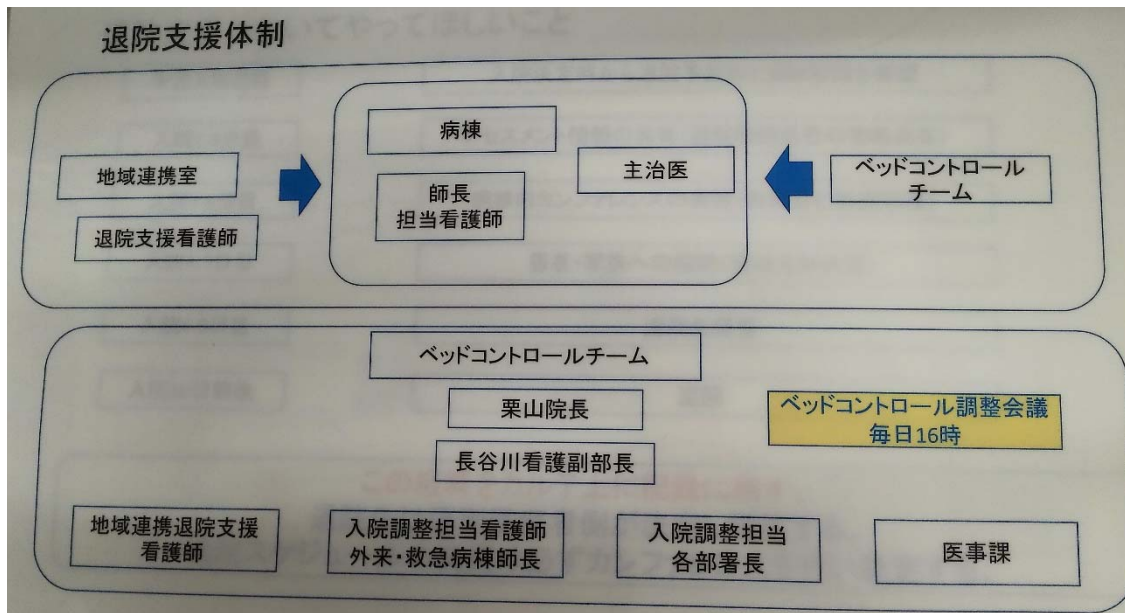 退院支援体制
病棟
地域連携室
主治医
ベッドコントロール
チーム
師長
担当看護師
退院支援看護師
ベッドコントロールチーム
栗山院長
ベッドコントロール調整会議
毎日16時
長谷川看護副部長
地域連携退院支援
看護師
入院調整担当看護師
外来・救急病棟師長
入院調整担当
各部署長
医事課